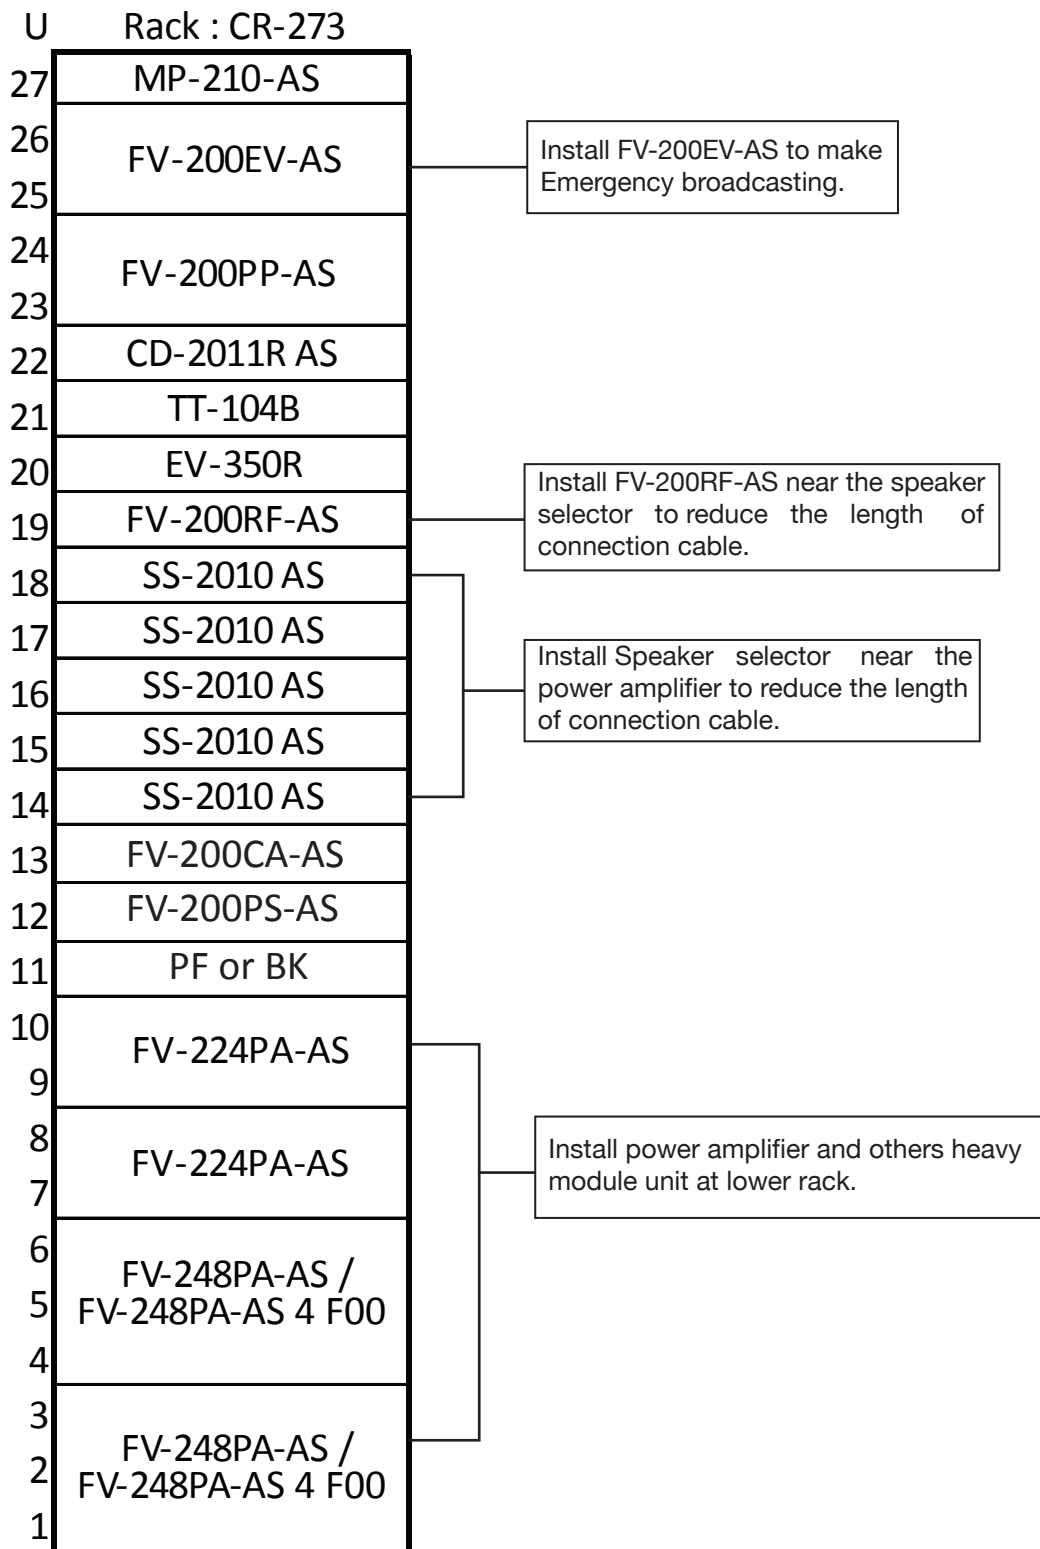 U Rack : CR-273
27 MP-210-AS
26
FV-200EV-AS
25
Install FV-200EV-AS to make
Emergency broadcasting.
24
FV-200PP-AS
23
22 CD-2011R AS
21 TT-104B
20 EV-350R
19 FV-200RF-AS
Install FV-200RF-AS near the speaker
selector to reduce the length of
connection cable.
18 SS-2010 AS
17 SS-2010 AS
16 SS-2010 AS
15 SS-2010 AS
14 SS-2010 AS
Install Speaker selector near the
power amplifier to reduce the length
of connection cable.
13 FV-200CA-AS
12 FV-200PS-AS
11 PF or BK
10
FV-224PA-AS
9
8
FV-224PA-AS
7
Install power amplifier and others heavy
module unit at lower rack.
6
FV-248PA-AS /
5 FV-248PA-AS 4 F00
4
3
FV-248PA-AS /
2 FV-248PA-AS 4 F00
1